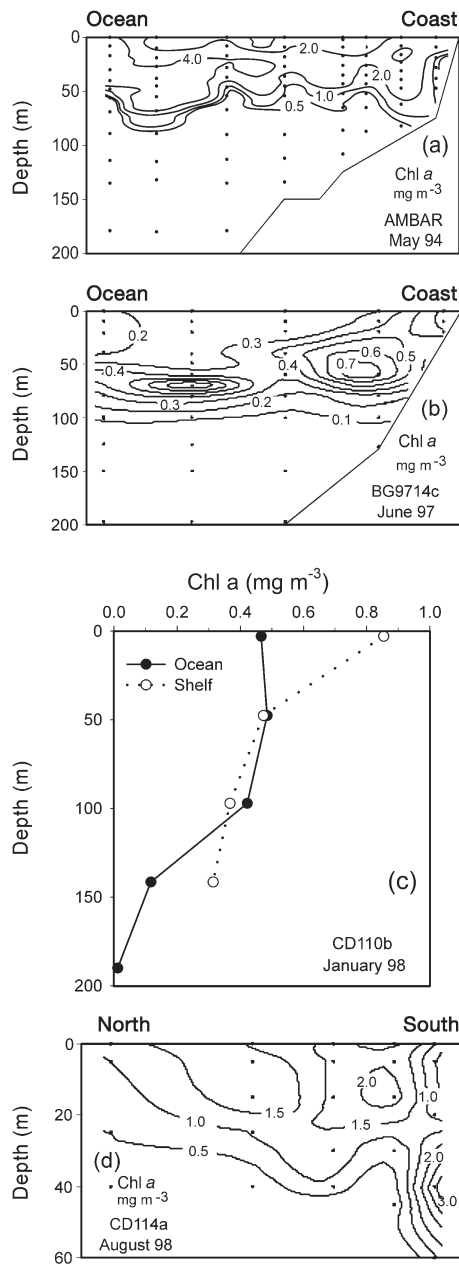 Ocean Coast
0
50
100
150
200
Depth (m)
4.0 2.0
2.0
1.0
0.5
(a)
Chl a
mg m-3
AMBAR
May 94
Ocean Coast
0
50
100
150
200
Depth (m)
0.2
0.3
0.4 0.4 0.6 0.5
0.7
0.3 0.2
0.1
(b)
Chl a
mg m-3
BG9714c
June 97
Chl a (mg m-3)
0.0 0.2 0.4 0.6 0.8 1.0
0
50
100
150
200
Depth (m)
Ocean
Shelf
(c)
CD110b
January 98
North South
0
20
40
60
Depth (m)
2.0
1.0
1.5
1.0 1.5
0.5
2.0
3.0
(d)
Chl a
mg m-3
CD114a
August 98